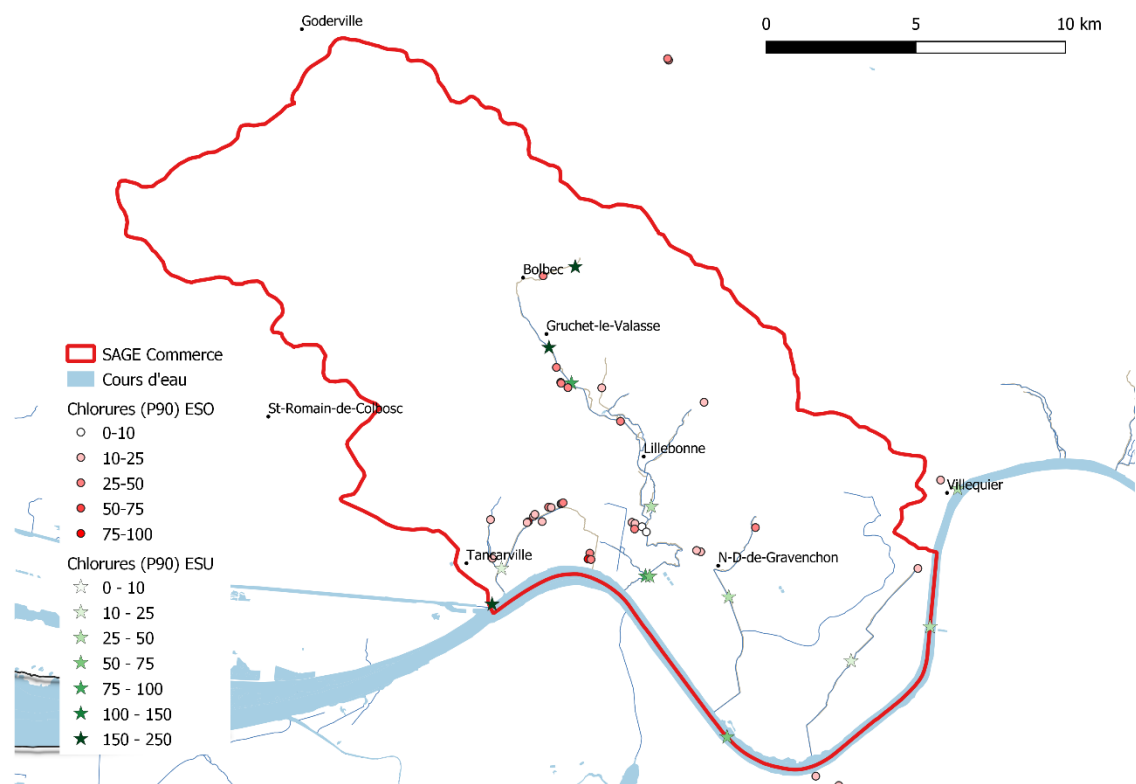 Goderville
0 5 10 km
Bolbec
Gruchet-le-Valasse
SAGE Commerce
Cours d'eau
Chlorures (P90) ESO
St-Romain-de-Colbosc
0-10
10-25
25-50
50-75
75-100
Lillebonne
Villequier
Tancarville
N-D-de-Gravenchon
Chlorures (P90) ESU
0 - 10
10 - 25
25 - 50
50 - 75
75 - 100
100 - 150
150 - 250